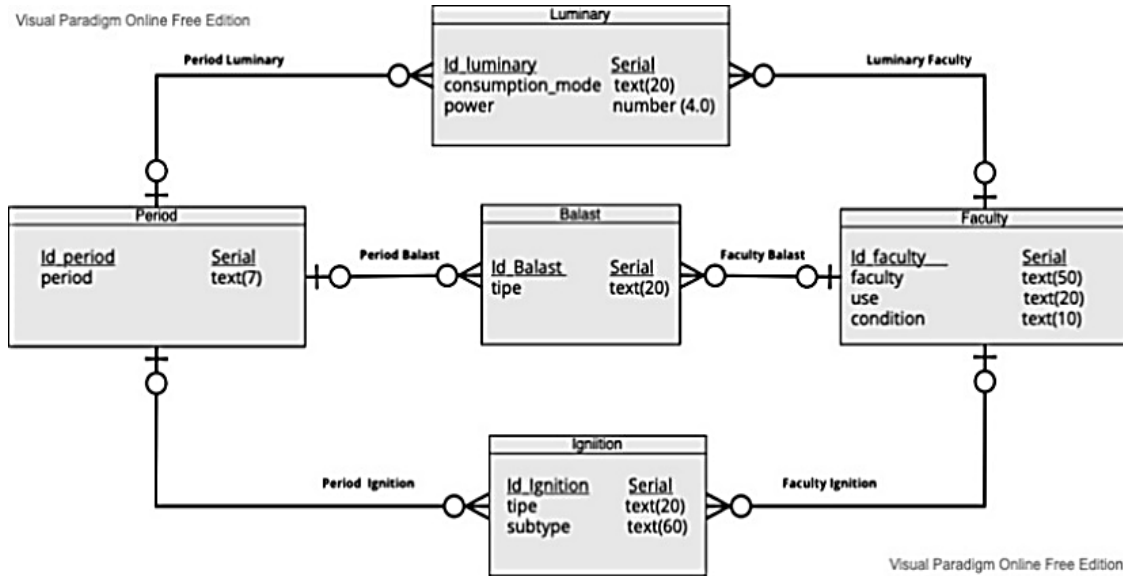 Visual Paradigm Online Free Edition
Luminary
Id_luminary Serial
consumption_mode text(20)
power number (4.0)
Period Luminary
Luminary Faculty
Period
Id_period Serial
period text(7)
Period Balast
Balast
Id_Balast Serial
tipe text(20)
Faculty Balast
Faculty
Id_faculty Serial
faculty text(50)
use text(20)
condition text(10)
Period Ignition
Igniition
Id_Ignition Serial
tipe text(20)
subtype text(60)
Faculty Ignition
Visual Paradigm Online Free Edition